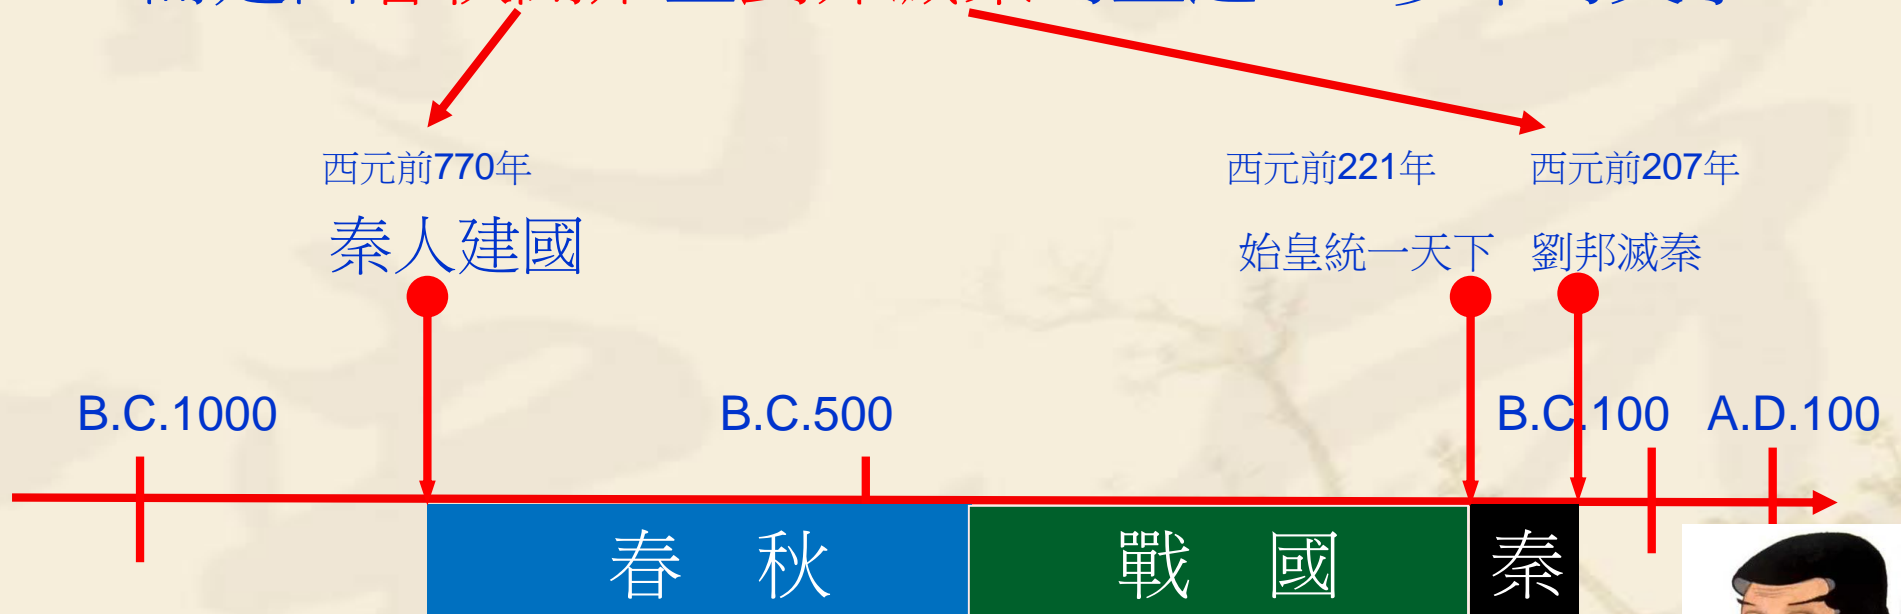 西元前770年 西元前221年 西元前207年
秦人建國 始皇統一天下 劉邦滅秦
B.C.1000 B.C.500 B.C.100 A.D.100
春 秋 戰 國 秦